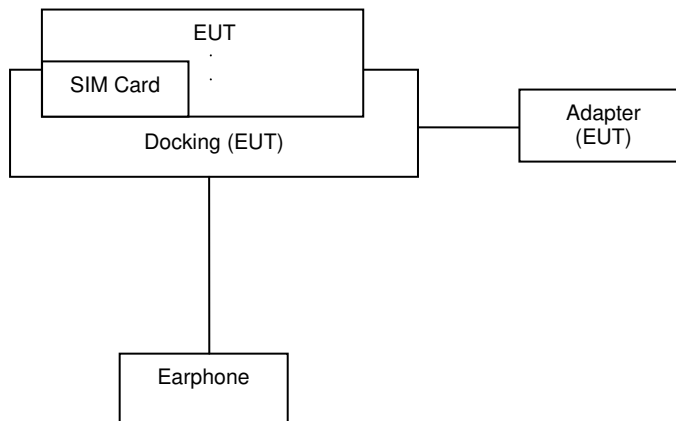 EUT
.
.
SIM Card
Docking (EUT)
Adapter
(EUT)
Earphone